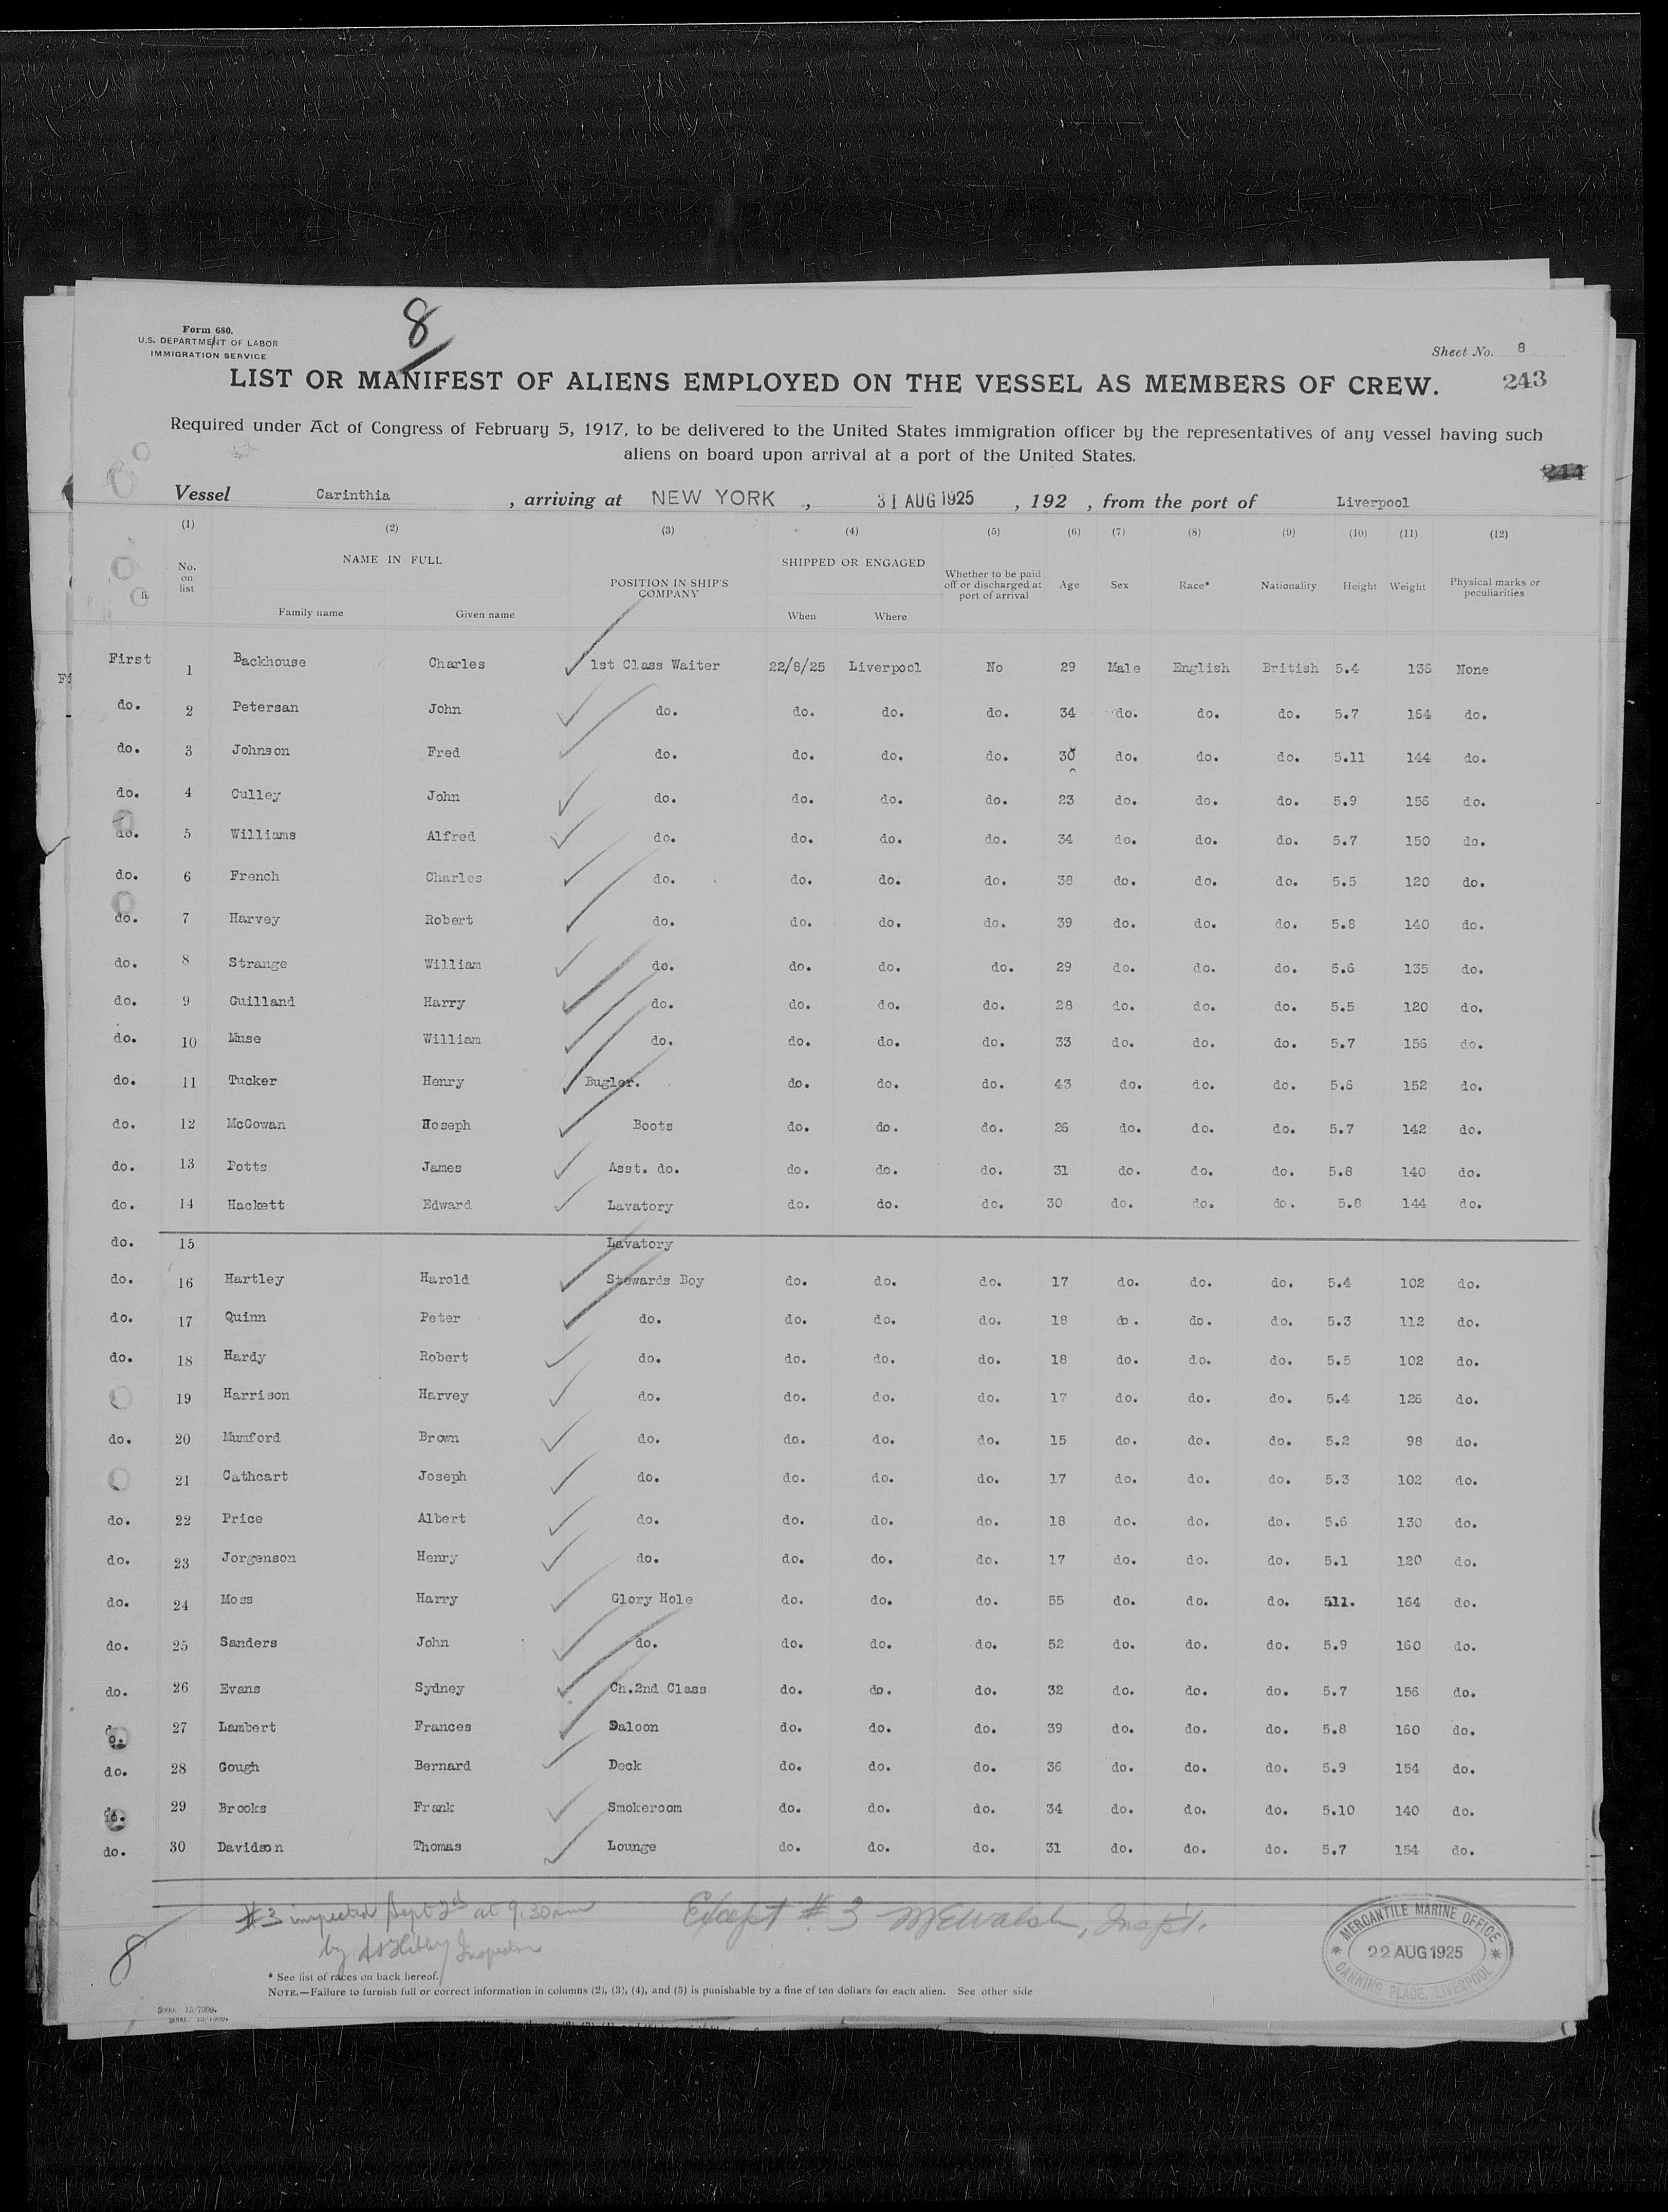 8
Form 680.
U.S. DEPARTMENT OF LABOR
IMMIGRATION SERVICE
Sheet No. 8
LIST OR MANIFEST OF ALIENS EMPLOYED ON THE VESSEL AS MEMBERS OF CREW.
243
Required under Act of Congress of February 5, 1917, to be delivered to the United States immigration officer by the representatives of any vessel having such
aliens on board upon arrival at a port of the United States.
244
Vessel Carinthia , arriving at NEW YORK , 31 AUG 1925 , 192 , from the port of Liverpool
(1) (2) (3) (4) (5) (6) (7) (8) (9) (10) (11) (12)
No. on list NAME IN FULL Family name Given name POSITION IN SHIP'S COMPANY SHIPPED OR ENGAGED When Where Whether to be paid off or discharged at port of arrival Age Sex Race* Nationality Height Weight Physical marks or peculiarities
First 1 Backhouse Charles 1st Class Waiter 22/8/25 Liverpool No 29 Male English British 5.4 136 None
do. 2 Petersan John do. do. do. do. 34 do. do. do. 5.7 164 do.
do. 3 Johnson Fred do. do. do. do. 30 do. do. do. 5.11 144 do.
do. 4 Culley John do. do. do. do. 23 do. do. do. 5.9 156 do.
do. 5 Williams Alfred do. do. do. do. 34 do. do. do. 5.7 150 do.
do. 6 French Charles do. do. do. do. 38 do. do. do. 5.5 120 do.
do. 7 Harvey Robert do. do. do. do. 39 do. do. do. 5.8 140 do.
do. 8 Strange William do. do. do. do. 29 do. do. do. 5.6 135 do.
do. 9 Guilland Harry do. do. do. do. 28 do. do. do. 5.5 120 do.
do. 10 Muse William do. do. do. do. 33 do. do. do. 5.7 156 do.
do. 11 Tucker Henry Bugler. do. do. do. 43 do. do. do. 5.6 152 do.
do. 12 McGowan Hoseph Boots do. do. do. 26 do. do. do. 5.7 142 do.
do. 13 Potts James Asst. do. do. do. do. 31 do. do. do. 5.8 140 do.
do. 14 Hackett Edward Lavatory do. do. do. 30 do. do. do. 5.8 144 do.
do. 15 Lavatory
do. 16 Hartley Harold Stewards Boy do. do. do. 17 do. do. do. 5.4 102 do.
do. 17 Quinn Peter do. do. do. do. 18 do. do. do. 5.3 112 do.
do. 18 Hardy Robert do. do. do. do. 18 do. do. do. 5.5 102 do.
19 Harrison Harvey do. do. do. do. 17 do. do. do. 5.4 126 do.
do. 20 Mumford Brown do. do. do. do. 15 do. do. do. 5.2 98 do.
21 Cathcart Joseph do. do. do. do. 17 do. do. do. 5.3 102 do.
do. 22 Price Albert do. do. do. do. 18 do. do. do. 5.6 130 do.
do. 23 Jorgenson Henry do. do. do. do. 17 do. do. do. 5.1 120 do.
do. 24 Moss Harry Glory Hole do. do. do. 55 do. do. do. 511. 164 do.
do. 25 Sanders John do. do. do. do. 52 do. do. do. 5.9 160 do.
do. 26 Evans Sydney Ch.2nd Class do. do. do. 32 do. do. do. 5.7 156 do.
do. 27 Lambert Frances Saloon do. do. do. 39 do. do. do. 5.8 160 do.
do. 28 Gough Bernard Deck do. do. do. 36 do. do. do. 5.9 154 do.
do. 29 Brooks Frank Smokeroom do. do. do. 34 do. do. do. 5.10 140 do.
do. 30 Davidson Thomas Lounge do. do. do. 31 do. do. do. 5.7 154 do.
#3 inspected Sept 2d at 9.30am Except #3 Inspt.
by Inspector
8
MERCANTILE MARINE OFFICE
22 AUG 1925
CANNING PLACE, LIVERPOOL
* See list of races on back hereof.
NOTE.—Failure to furnish full or correct information in columns (2), (3), (4), and (5) is punishable by a fine of ten dollars for each alien. See other side